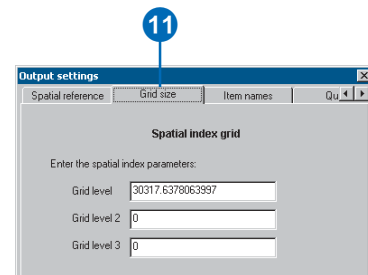 11
Output settings
Spatial reference Grid size Item names Qu
Spatial index grid
Enter the spatial index parameters:
Grid level 30317.6378063997
Grid level 2 0
Grid level 3 0